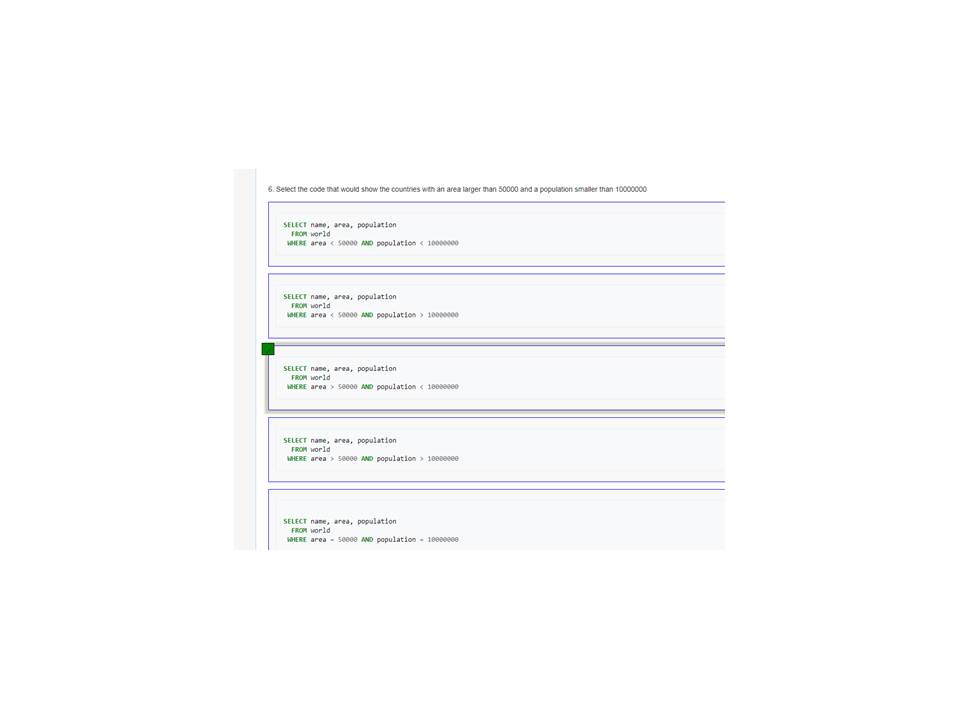 6. Select the code that would show the countries with an area larger than 50000 and a population smaller than 10000000
SELECT name, area, population
FROM world
WHERE area < 50000 AND population < 10000000
SELECT name, area, population
FROM world
WHERE area < 50000 AND population > 10000000
SELECT name, area, population
FROM world
WHERE area > 50000 AND population < 10000000
SELECT name, area, population
FROM world
WHERE area > 50000 AND population > 10000000
SELECT name, area, population
FROM world
WHERE area = 50000 AND population = 10000000